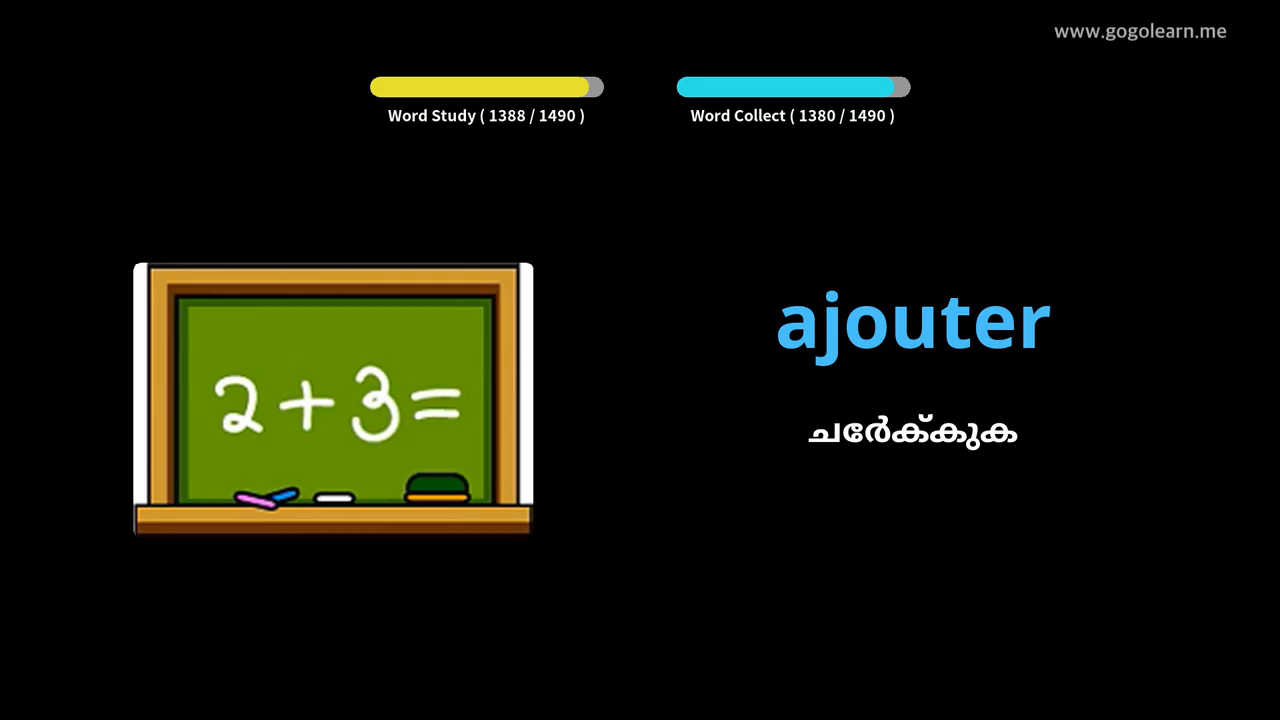 www.gogolearn.me
Word Study ( 1388 / 1490 )
Word Collect ( 1380 / 1490 )
2 + 3 =
ajouter
ചേർക്കുക